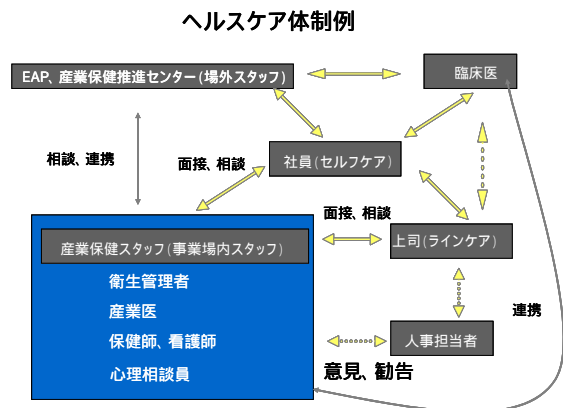 ヘルスケア体制例
EAP、産業保健推進センター(場外スタッフ)
臨床医
相談、連携
面接、相談
社員(セルフケア)
面接、相談
産業保健スタッフ(事業場内スタッフ)
上司(ラインケア)
衛生管理者
産業医
連携
保健師、看護師
人事担当者
心理相談員
意見、勧告